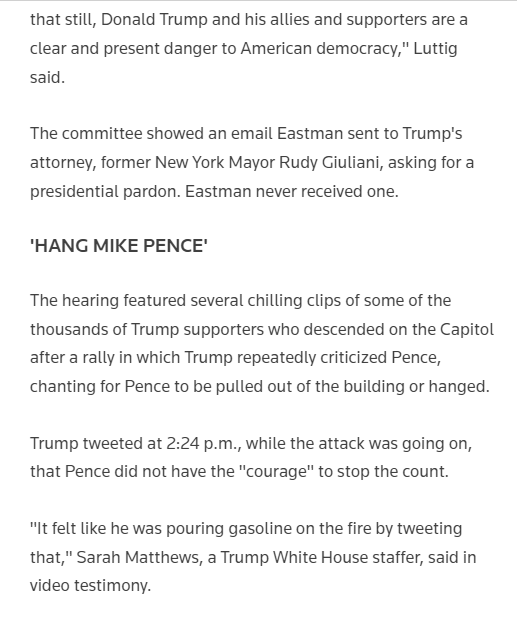 that still, Donald Trump and his allies and supporters are a
clear and present danger to American democracy," Luttig
said.
The committee showed an email Eastman sent to Trump's
attorney, former New York Mayor Rudy Giuliani, asking for a
presidential pardon. Eastman never received one.
'HANG MIKE PENCE'
The hearing featured several chilling clips of some of the
thousands of Trump supporters who descended on the Capitol
after a rally in which Trump repeatedly criticized Pence,
chanting for Pence to be pulled out of the building or hanged.
Trump tweeted at 2:24 p.m., while the attack was going on,
that Pence did not have the "courage" to stop the count.
"It felt like he was pouring gasoline on the fire by tweeting
that," Sarah Matthews, a Trump White House staffer, said in
video testimony.